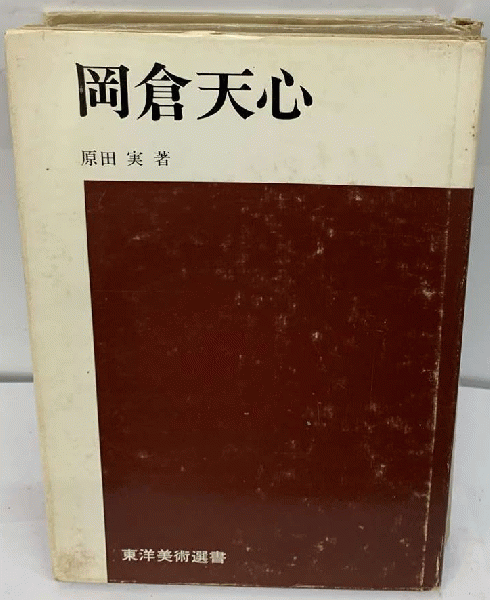 岡倉天心
原田 実 著
東洋美術選書